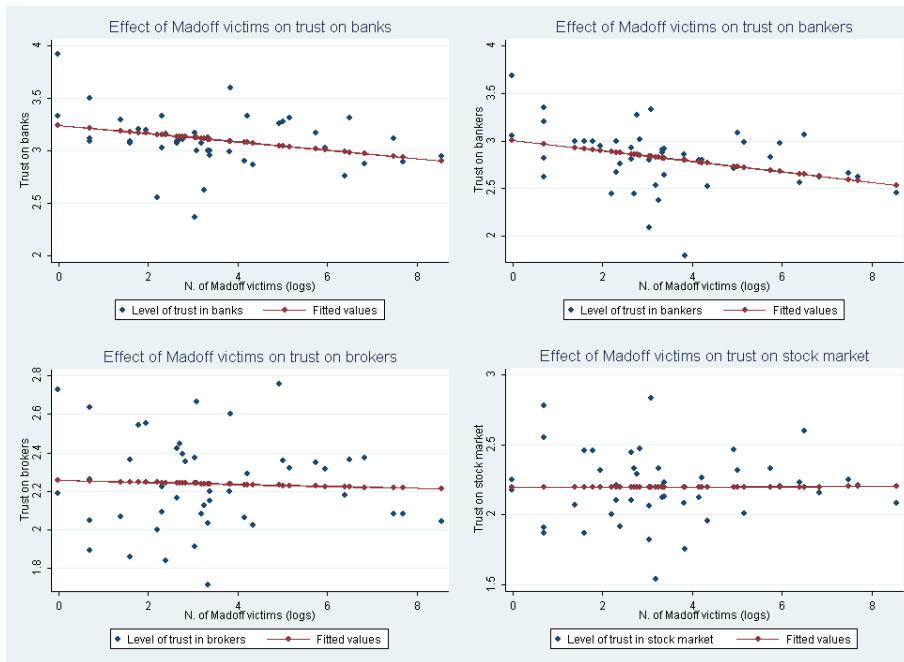 Effect of Madoff victims on trust on banks
Trust on banks
4
3.5
3
2.5
2
0 2 4 6 8
N. of Madoff victims (logs)
Level of trust in banks Fitted values
Effect of Madoff victims on trust on bankers
Trust on bankers
4
3.5
3
2.5
2
0 2 4 6 8
N. of Madoff victims (logs)
Level of trust in bankers Fitted values
Effect of Madoff victims on trust on brokers
Trust on brokers
2.8
2.6
2.4
2.2
2
1.8
0 2 4 6 8
N. of Madoff victims (logs)
Level of trust in brokers Fitted values
Effect of Madoff victims on trust on stock market
Trust on stock market
3
2.5
2
1.5
0 2 4 6 8
N. of Madoff victims (logs)
Level of trust in stock market Fitted values